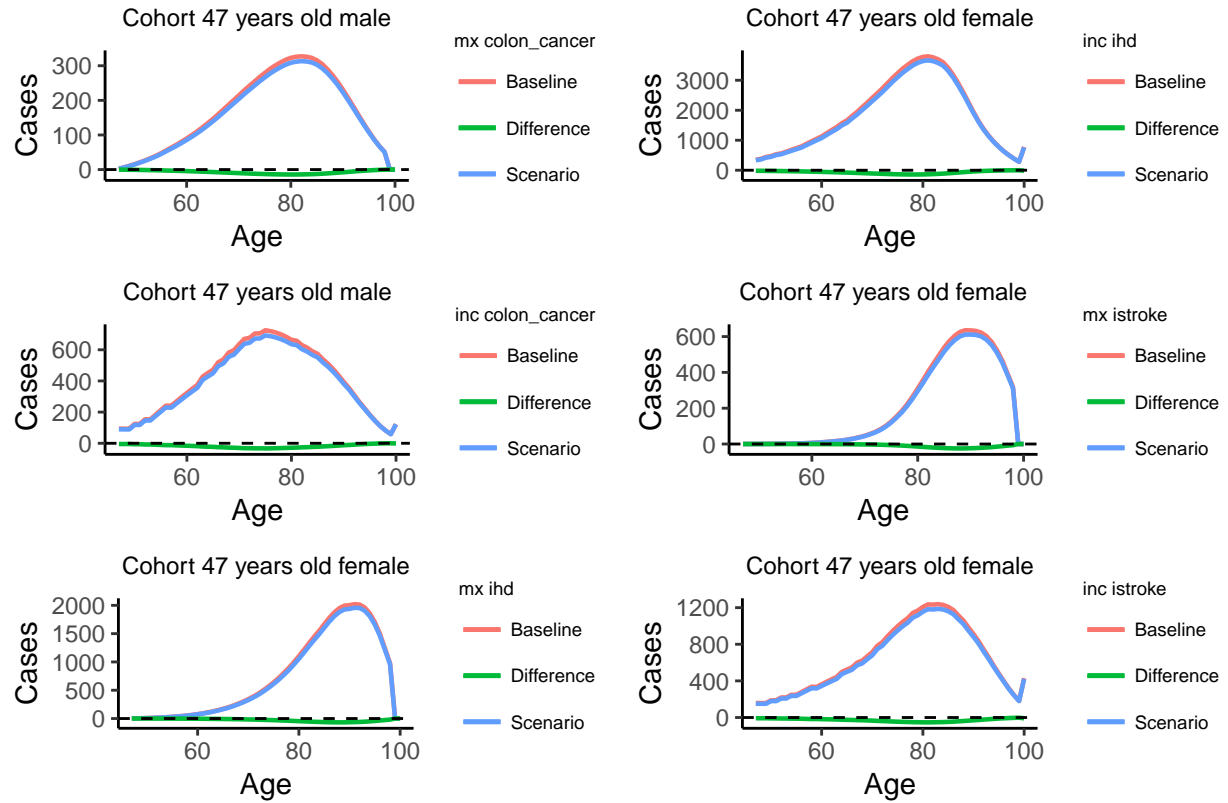 Cohort 47 years old male
mx colon_cancer
300
200
100
0
Cases
60
80
100
Age
Baseline
Difference
Scenario
Cohort 47 years old female
inc ihd
3000
2000
1000
0
Cases
60
80
100
Age
Baseline
Difference
Scenario
Cohort 47 years old male
inc colon_cancer
600
400
200
0
Cases
60
80
100
Age
Baseline
Difference
Scenario
Cohort 47 years old female
mx istroke
600
400
200
0
Cases
60
80
100
Age
Baseline
Difference
Scenario
Cohort 47 years old female
mx ihd
2000
1500
1000
500
0
Cases
60
80
100
Age
Baseline
Difference
Scenario
Cohort 47 years old female
inc istroke
1200
800
400
0
Cases
60
80
100
Age
Baseline
Difference
Scenario